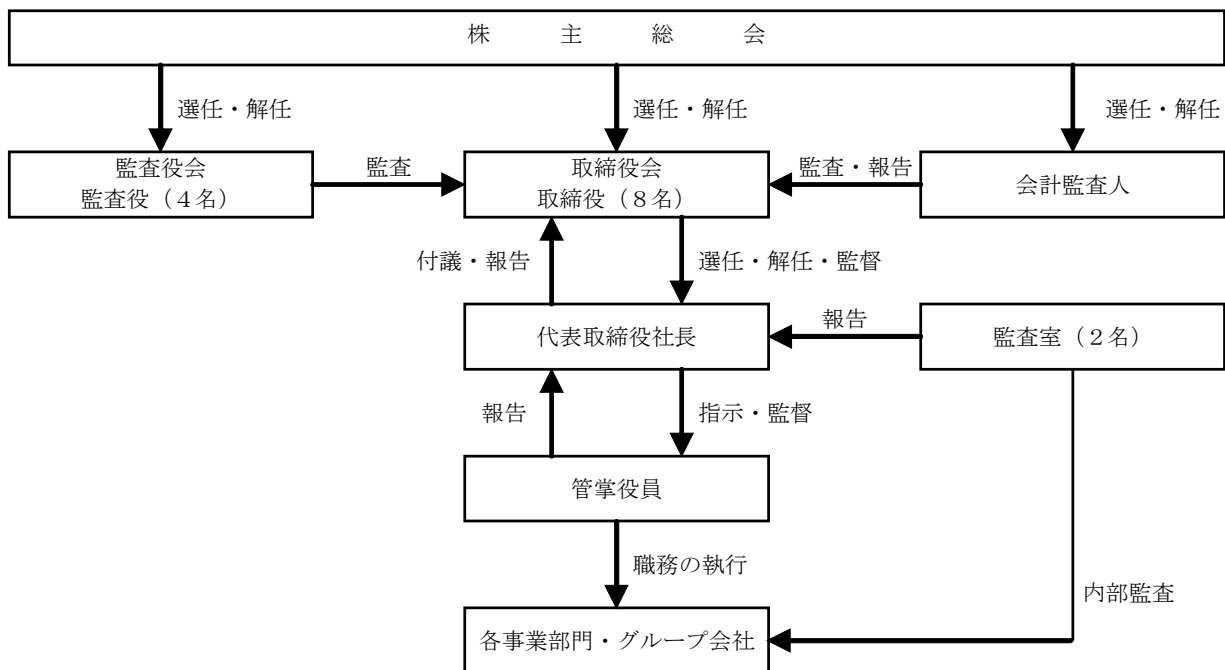 株主総会
選任・解任
選任・解任
選任・解任
監査役会
監査役（４名）
監査
取締役会
取締役（８名）
監査・報告
会計監査人
付議・報告
選任・解任・監督
代表取締役社長
報告
監査室（２名）
報告
指示・監督
管掌役員
職務の執行
内部監査
各事業部門・グループ会社